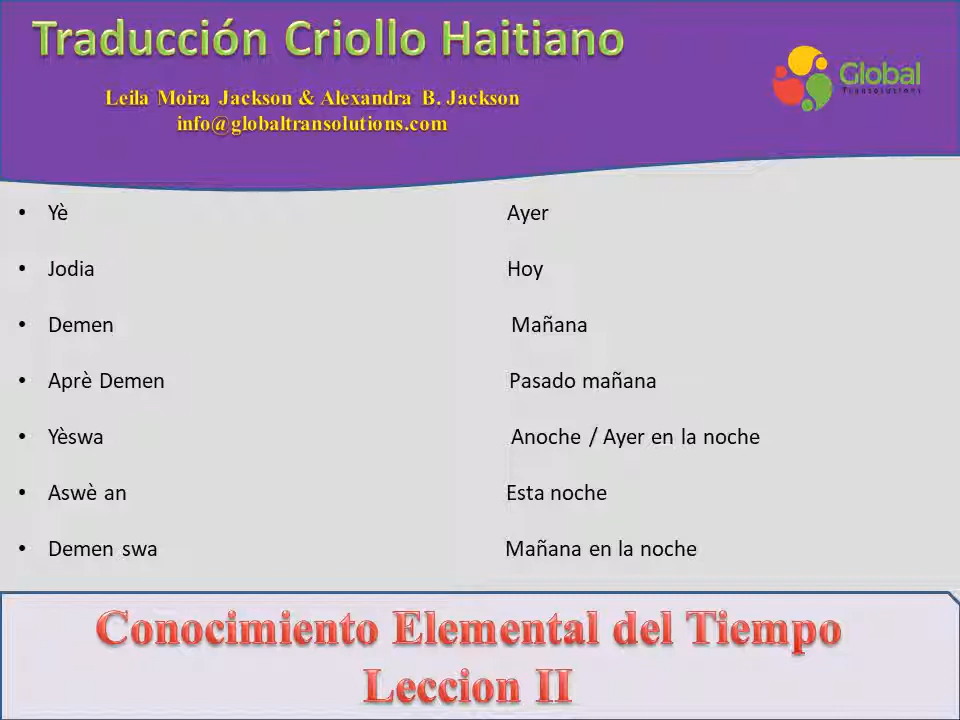 Traducción Criollo Haitiano
Leila Moira Jackson & Alexandra B. Jackson
info@globaltransolutions.com
Global
Transolutions
• Yè Ayer
• Jodia Hoy
• Demen Mañana
• Aprè Demen Pasado mañana
• Yèswa Anoche / Ayer en la noche
• Aswè an Esta noche
• Demen swa Mañana en la noche
Conocimiento Elemental del Tiempo
Leccion II